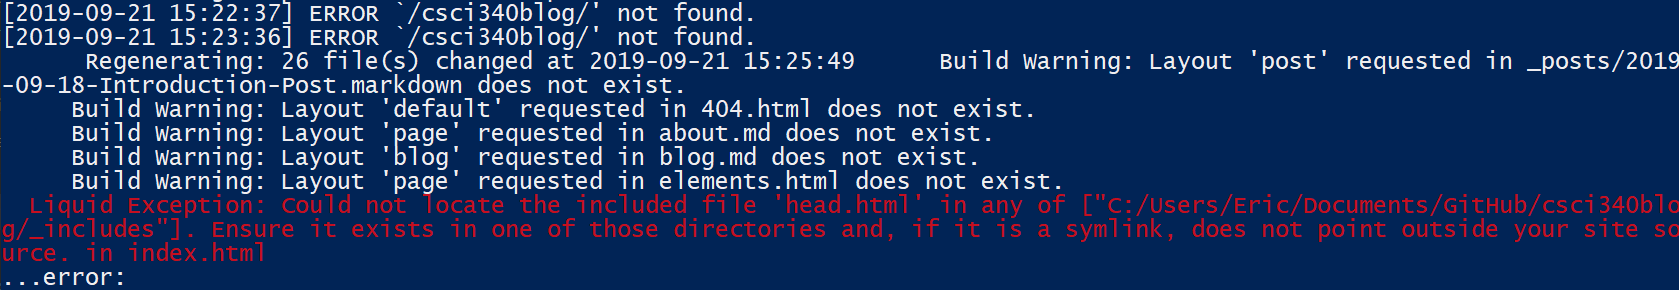 [2019-09-21 15:22:37] ERROR `/csci340blog/' not found.
[2019-09-21 15:23:36] ERROR `/csci340blog/' not found.
      Regenerating: 26 file(s) changed at 2019-09-21 15:25:49      Build Warning: Layout 'post' requested in _posts/2019
-09-18-Introduction-Post.markdown does not exist.
     Build Warning: Layout 'default' requested in 404.html does not exist.
     Build Warning: Layout 'page' requested in about.md does not exist.
     Build Warning: Layout 'blog' requested in blog.md does not exist.
     Build Warning: Layout 'page' requested in elements.html does not exist.
  Liquid Exception: Could not locate the included file 'head.html' in any of ["C:/Users/Eric/Documents/GitHub/csci340blo
g/_includes"]. Ensure it exists in one of those directories and, if it is a symlink, does not point outside your site so
urce. in index.html
...error: